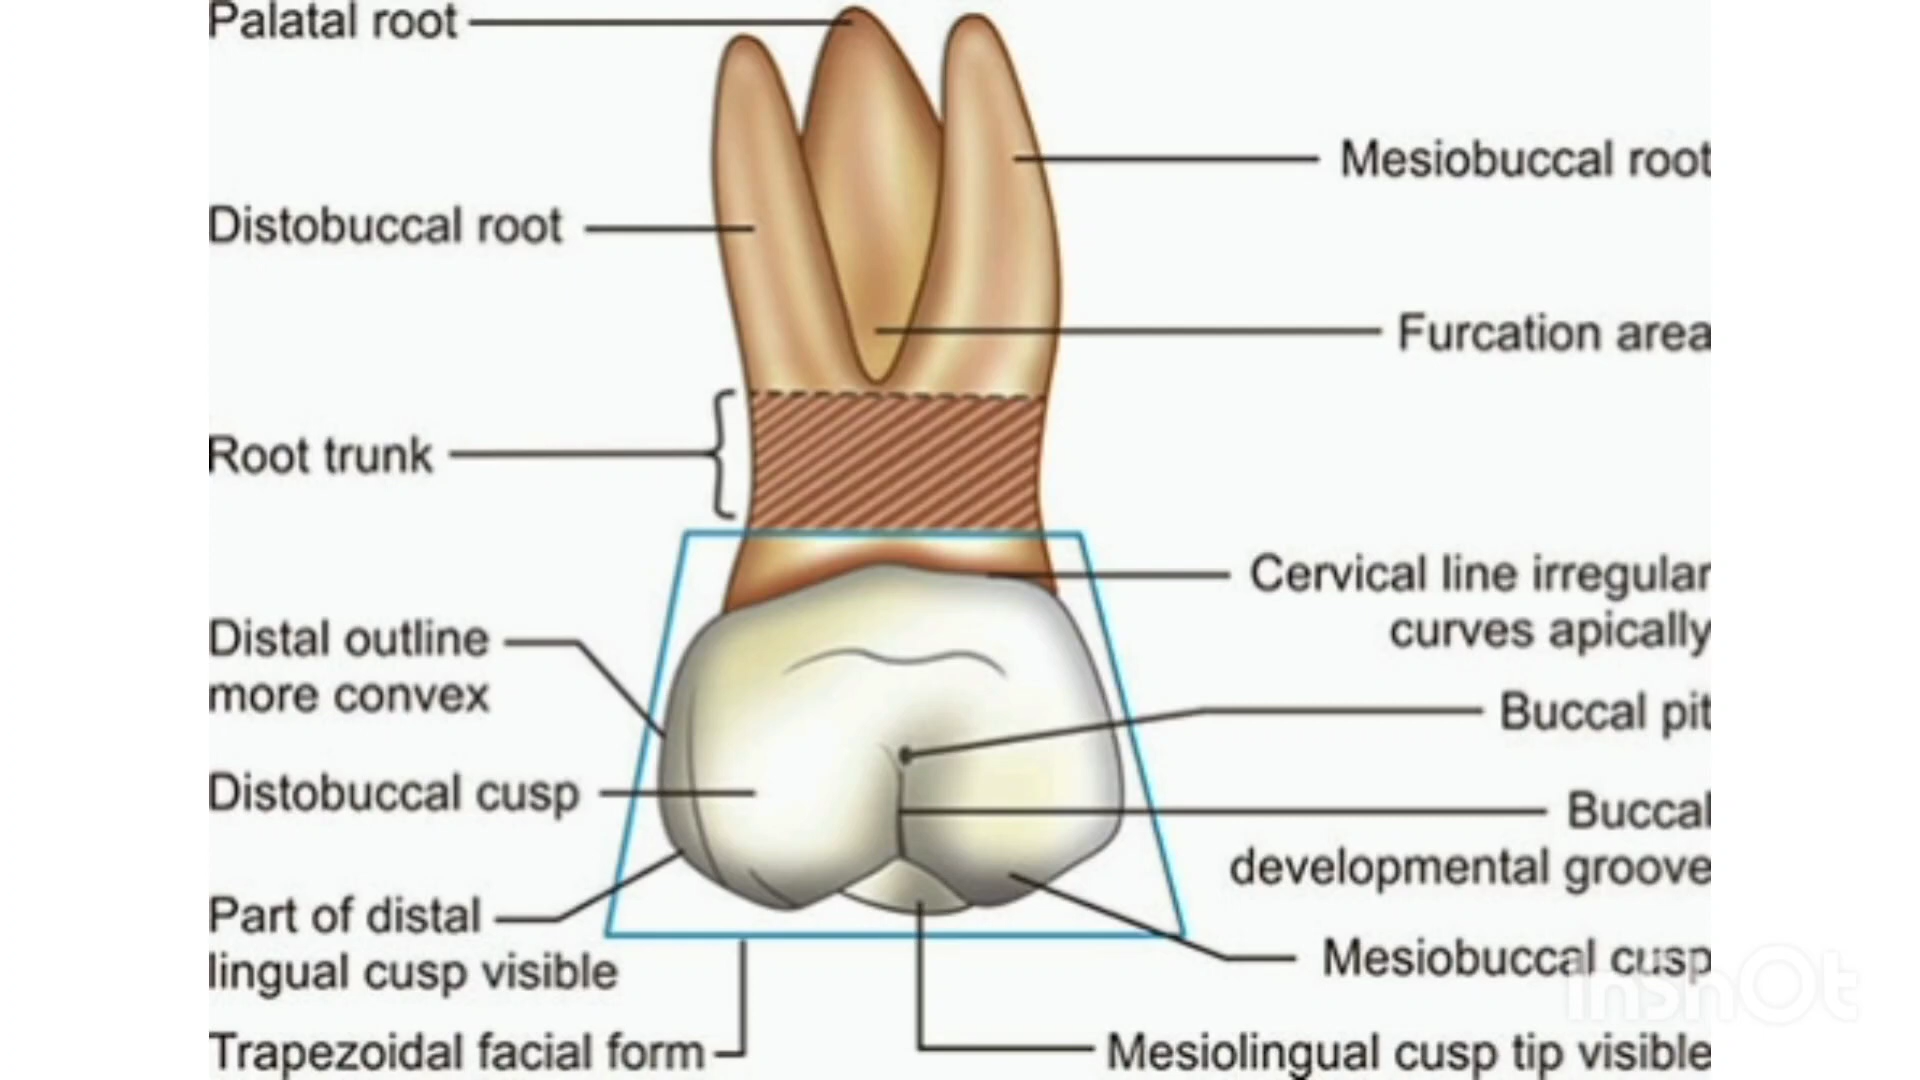 Palatal root
Mesiobuccal root
Distobuccal root
Furcation area
Root trunk
Cervical line irregular
curves apically
Distal outline
more convex
Buccal pit
Distobuccal cusp
Buccal
developmental groove
Part of distal
lingual cusp visible
Mesiobuccal cusp
Trapezoidal facial form
Mesiolingual cusp tip visible
InShOt